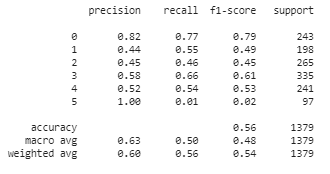 precision recall f1-score support
0 0.82 0.77 0.79 243
1 0.44 0.55 0.49 198
2 0.45 0.46 0.45 265
3 0.58 0.66 0.61 335
4 0.52 0.54 0.53 241
5 1.00 0.01 0.02 97
accuracy 0.56 1379
macro avg 0.63 0.50 0.48 1379
weighted avg 0.60 0.56 0.54 1379